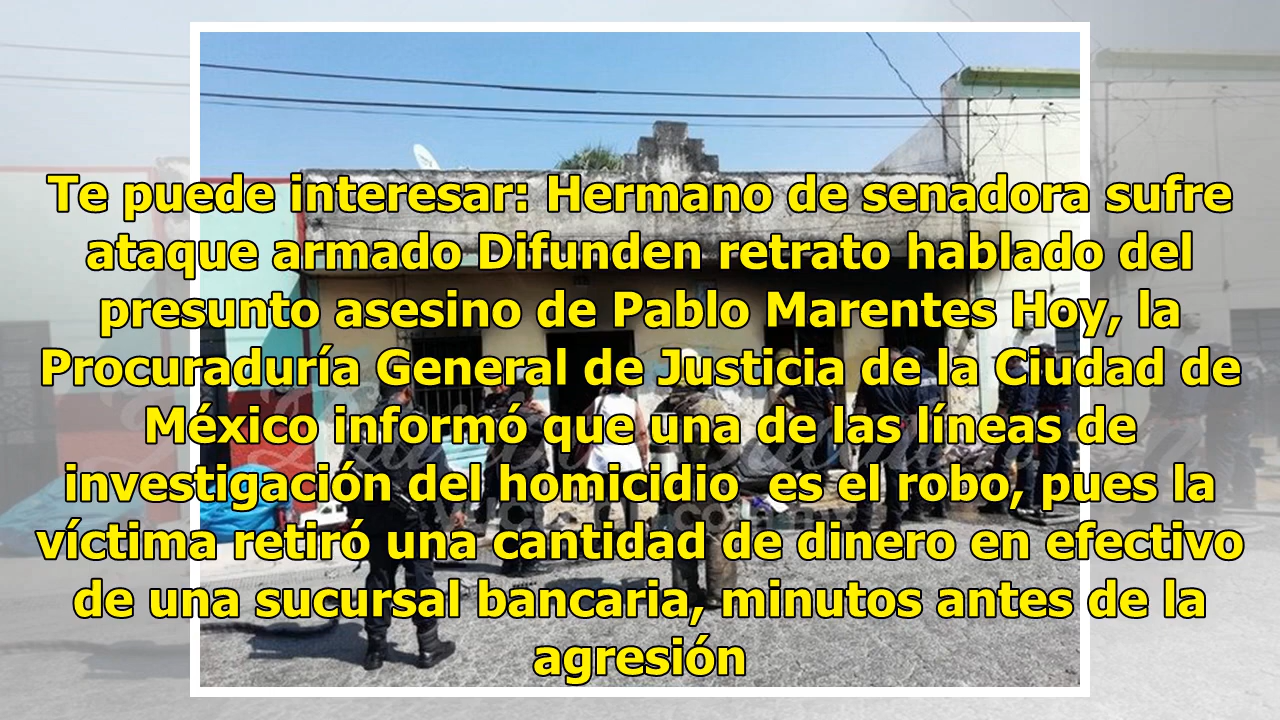 Te puede interesar: Hermano de senadora sufre
ataque armado Difunden retrato hablado del
presunto asesino de Pablo Marentes Hoy, la
Procuraduría General de Justicia de la Ciudad de
México informó que una de las líneas de
investigación del homicidio  es el robo, pues la
víctima retiró una cantidad de dinero en efectivo
de una sucursal bancaria, minutos antes de la
agresión